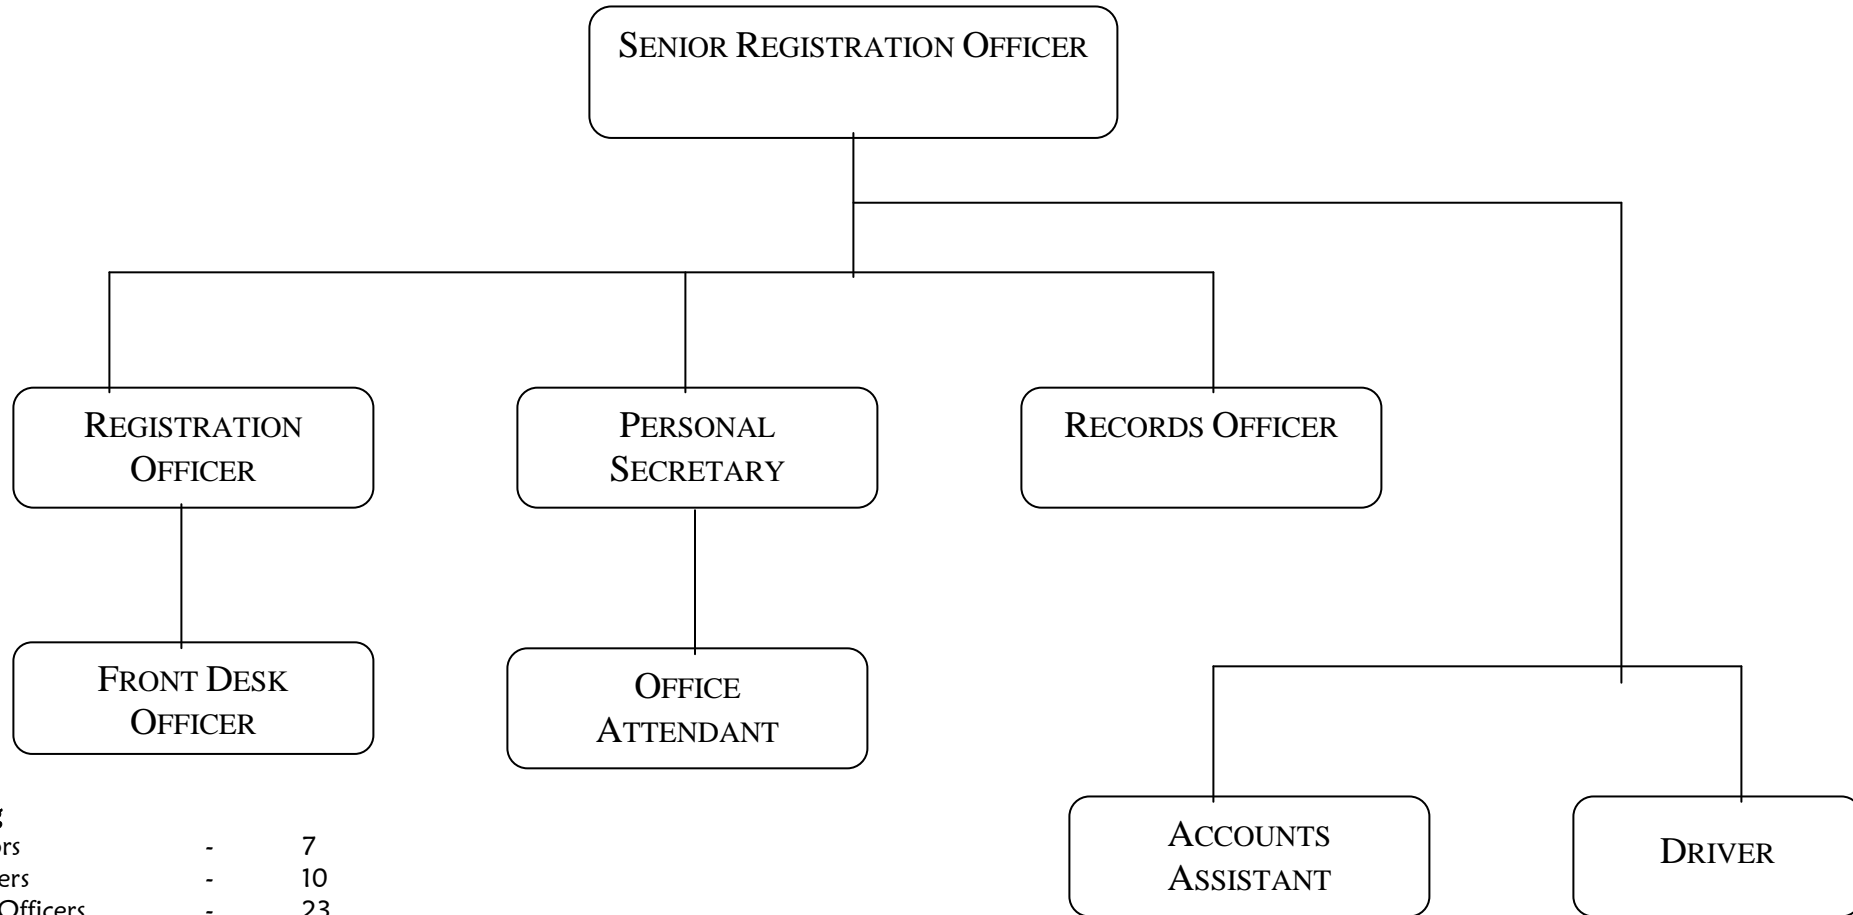 SENIOR REGISTRATION OFFICER
REGISTRATION
OFFICER
PERSONAL
SECRETARY
RECORDS OFFICER
FRONT DESK
OFFICER
OFFICE
ATTENDANT
ACCOUNTS
ASSISTANT
DRIVER
- 7
- 10
Officers - 23